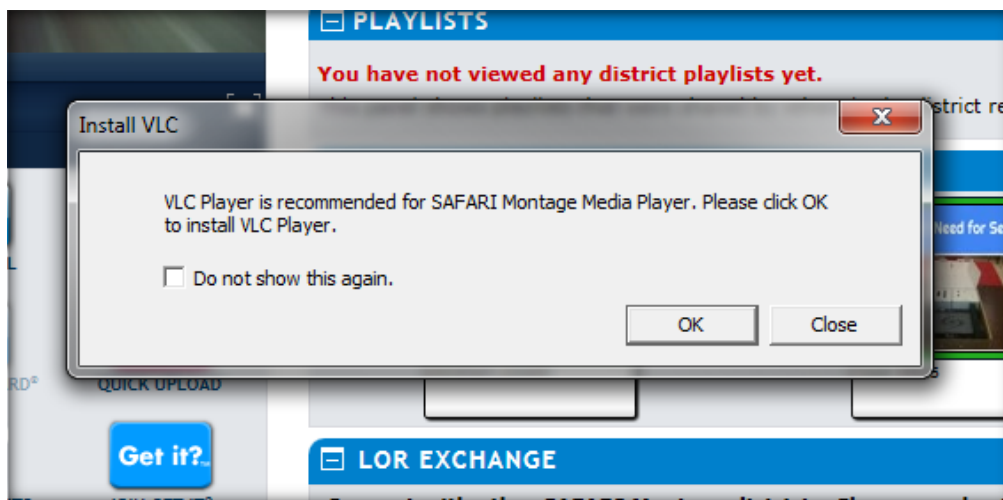 PLAYLISTS
You have not viewed any district playlists yet.
Install VLC
VLC Player is recommended for SAFARI Montage Media Player. Please click OK
to install VLC Player.
Do not show this again.
OK
Close
Need for
QUICK UPLOAD
Get it?
LOR EXCHANGE